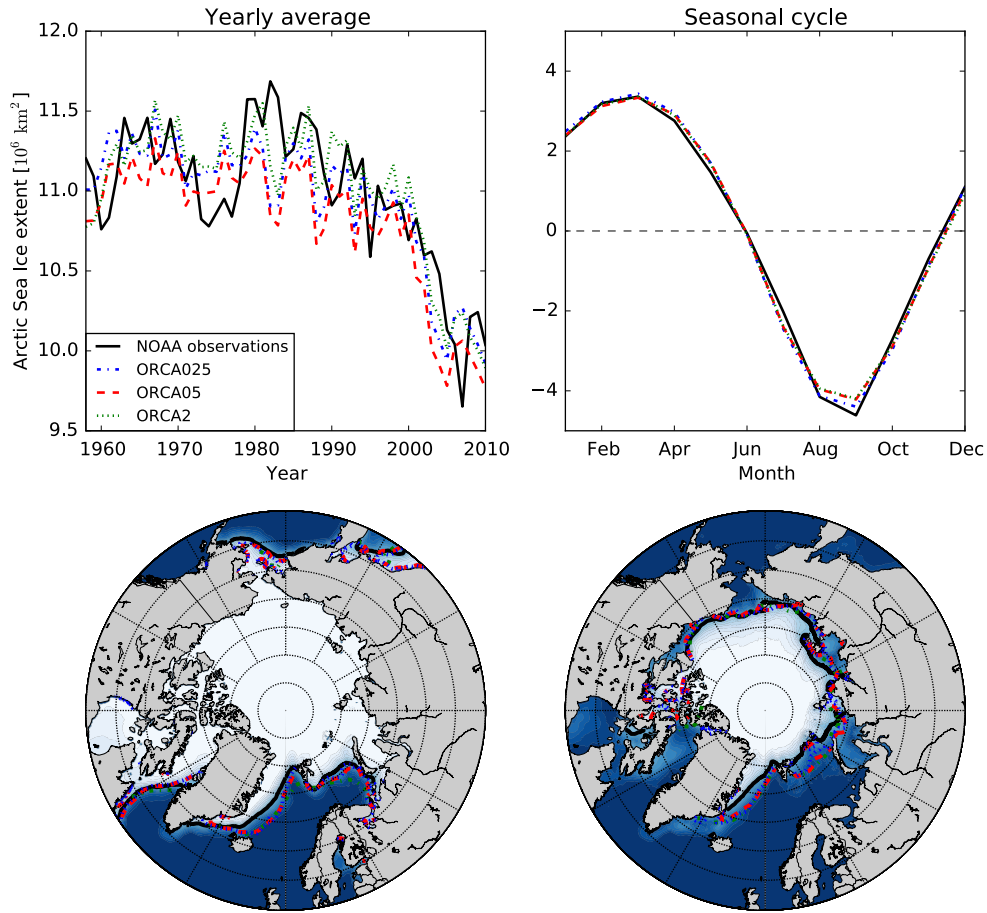 Yearly average
Seasonal cycle
Arctic Sea Ice extent [10⁶ km²]
12.0
11.5
11.0
10.5
10.0
9.5
NOAA observations
ORCA025
ORCA05
ORCA2
1960 1970 1980 1990 2000 2010
Year
4
2
0
−2
−4
Feb Apr Jun Aug Oct Dec
Month